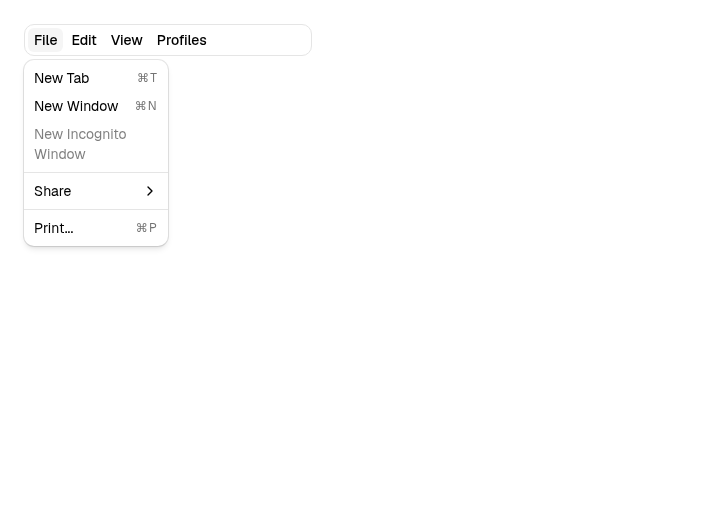 File Edit View Profiles
New Tab ⌘T
New Window ⌘N
New Incognito
Window
Share
Print... ⌘P